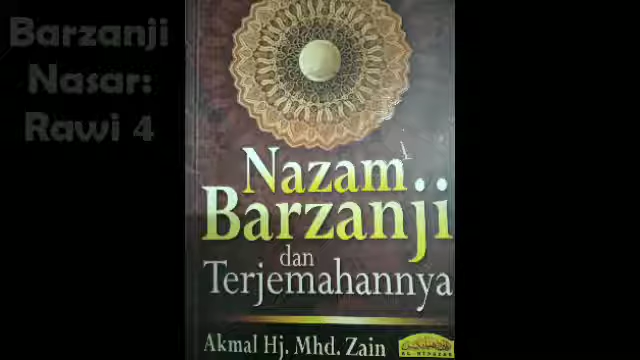 Barzanji
Nasar:
Rawi 4
Nazam
Barzanji
dan
Terjemahannya
Akmal Hj. Mhd. Zain